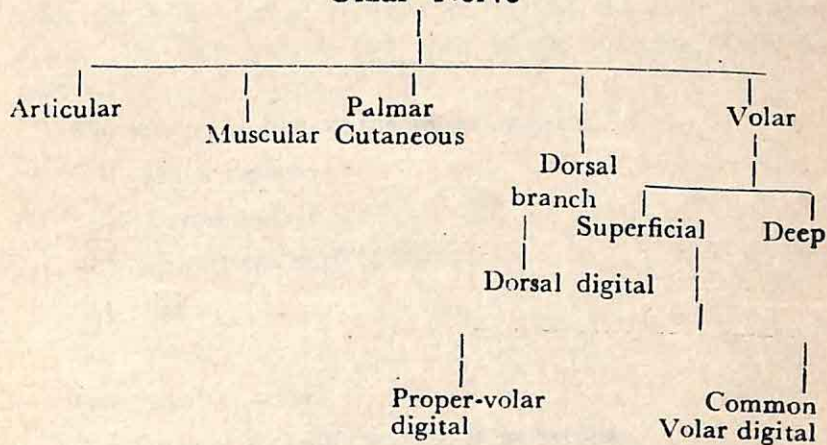 Articular
Palmar
Volar
Muscular Cutaneous
Dorsal
branch
Superficial Deep
Dorsal digital
Proper-volar Common
digital Volar digital